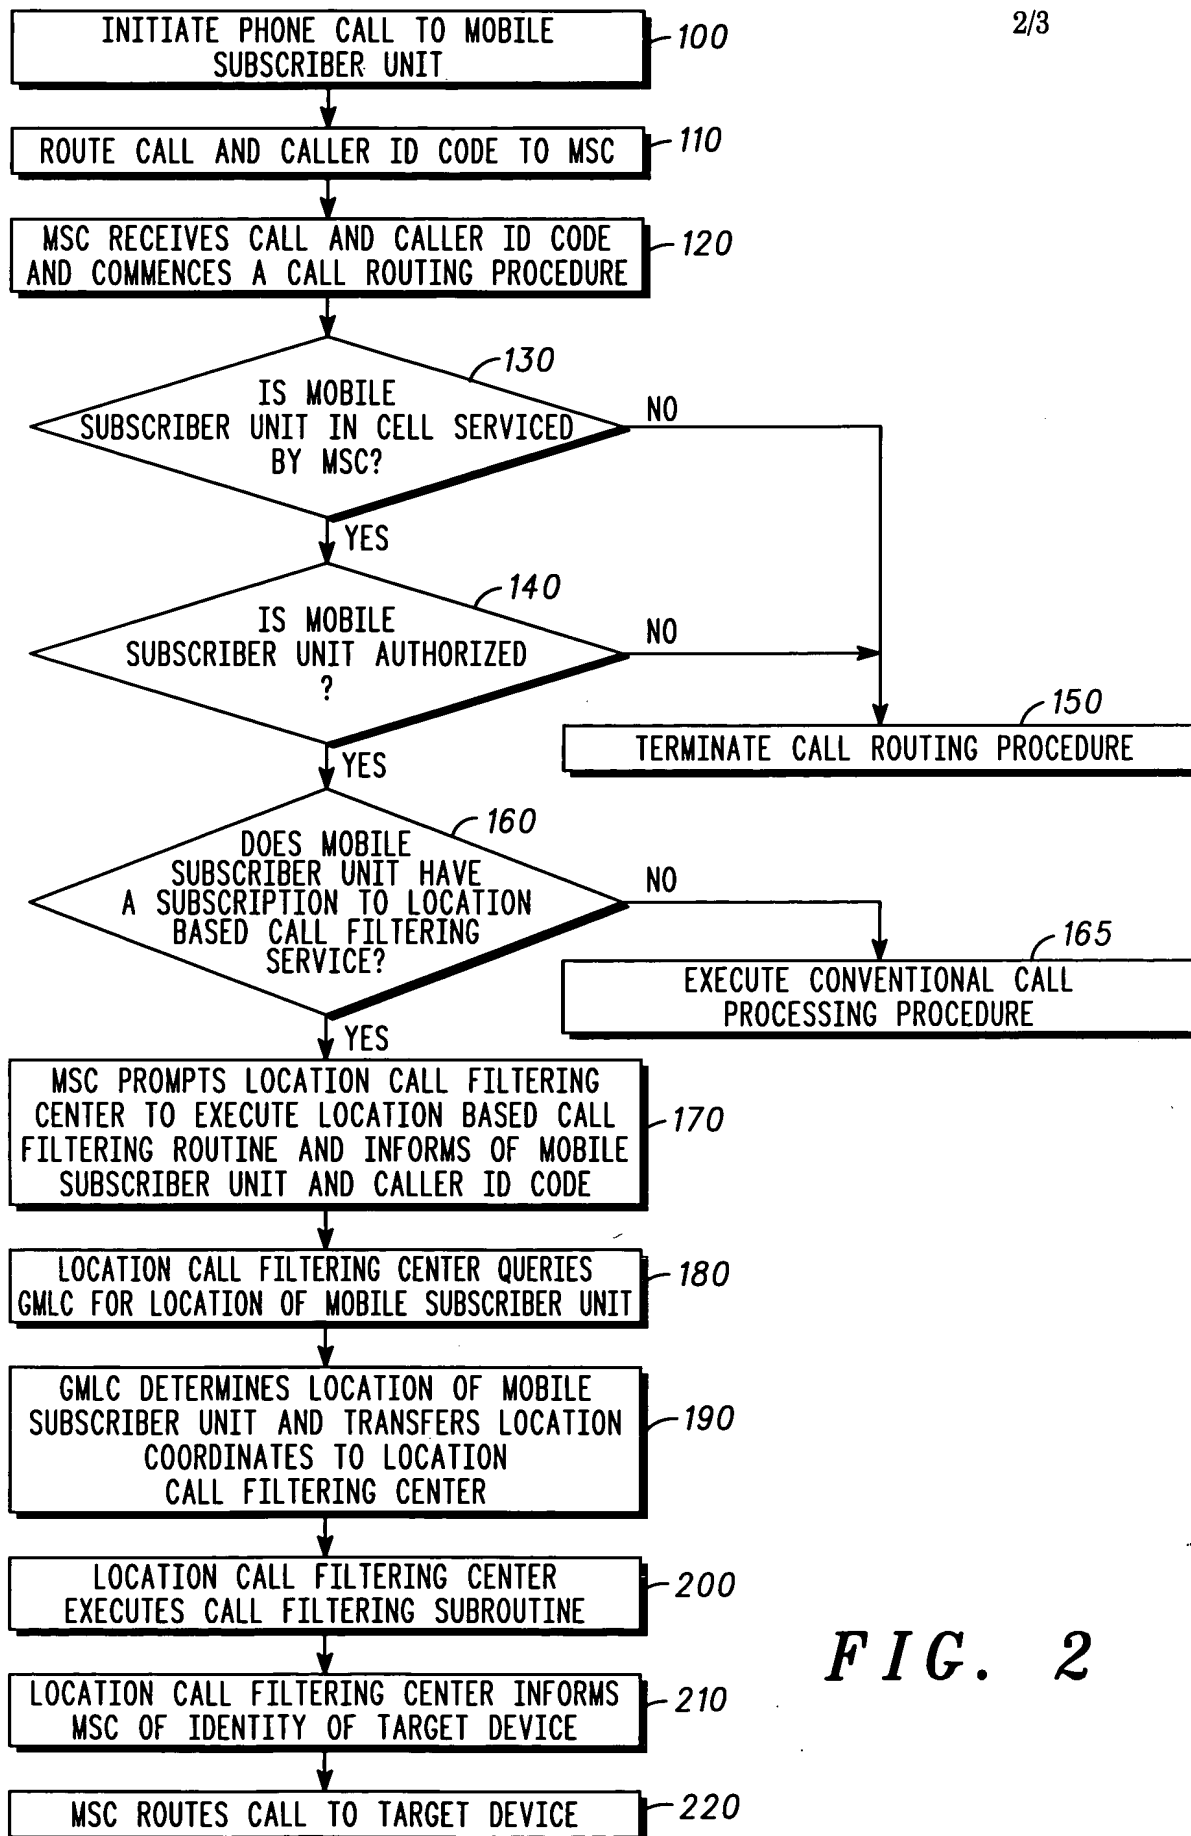 2/3
INITIATE PHONE CALL TO MOBILE
SUBSCRIBER UNIT
100
ROUTE CALL AND CALLER ID CODE TO MSC
110
MSC RECEIVES CALL AND CALLER ID CODE
AND COMMENCES A CALL ROUTING PROCEDURE
120
130
IS MOBILE
SUBSCRIBER UNIT IN CELL SERVICED
BY MSC?
NO
YES
140
IS MOBILE
SUBSCRIBER UNIT AUTHORIZED
?
NO
YES
150
TERMINATE CALL ROUTING PROCEDURE
160
DOES MOBILE
SUBSCRIBER UNIT HAVE
A SUBSCRIPTION TO LOCATION
BASED CALL FILTERING
SERVICE?
NO
YES
165
EXECUTE CONVENTIONAL CALL
PROCESSING PROCEDURE
MSC PROMPTS LOCATION CALL FILTERING
CENTER TO EXECUTE LOCATION BASED CALL
FILTERING ROUTINE AND INFORMS OF MOBILE
SUBSCRIBER UNIT AND CALLER ID CODE
170
LOCATION CALL FILTERING CENTER QUERIES
GMLC FOR LOCATION OF MOBILE SUBSCRIBER UNIT
180
GMLC DETERMINES LOCATION OF MOBILE
SUBSCRIBER UNIT AND TRANSFERS LOCATION
COORDINATES TO LOCATION
CALL FILTERING CENTER
190
LOCATION CALL FILTERING CENTER
EXECUTES CALL FILTERING SUBROUTINE
200
LOCATION CALL FILTERING CENTER INFORMS
MSC OF IDENTITY OF TARGET DEVICE
210
MSC ROUTES CALL TO TARGET DEVICE
220
FIG. 2